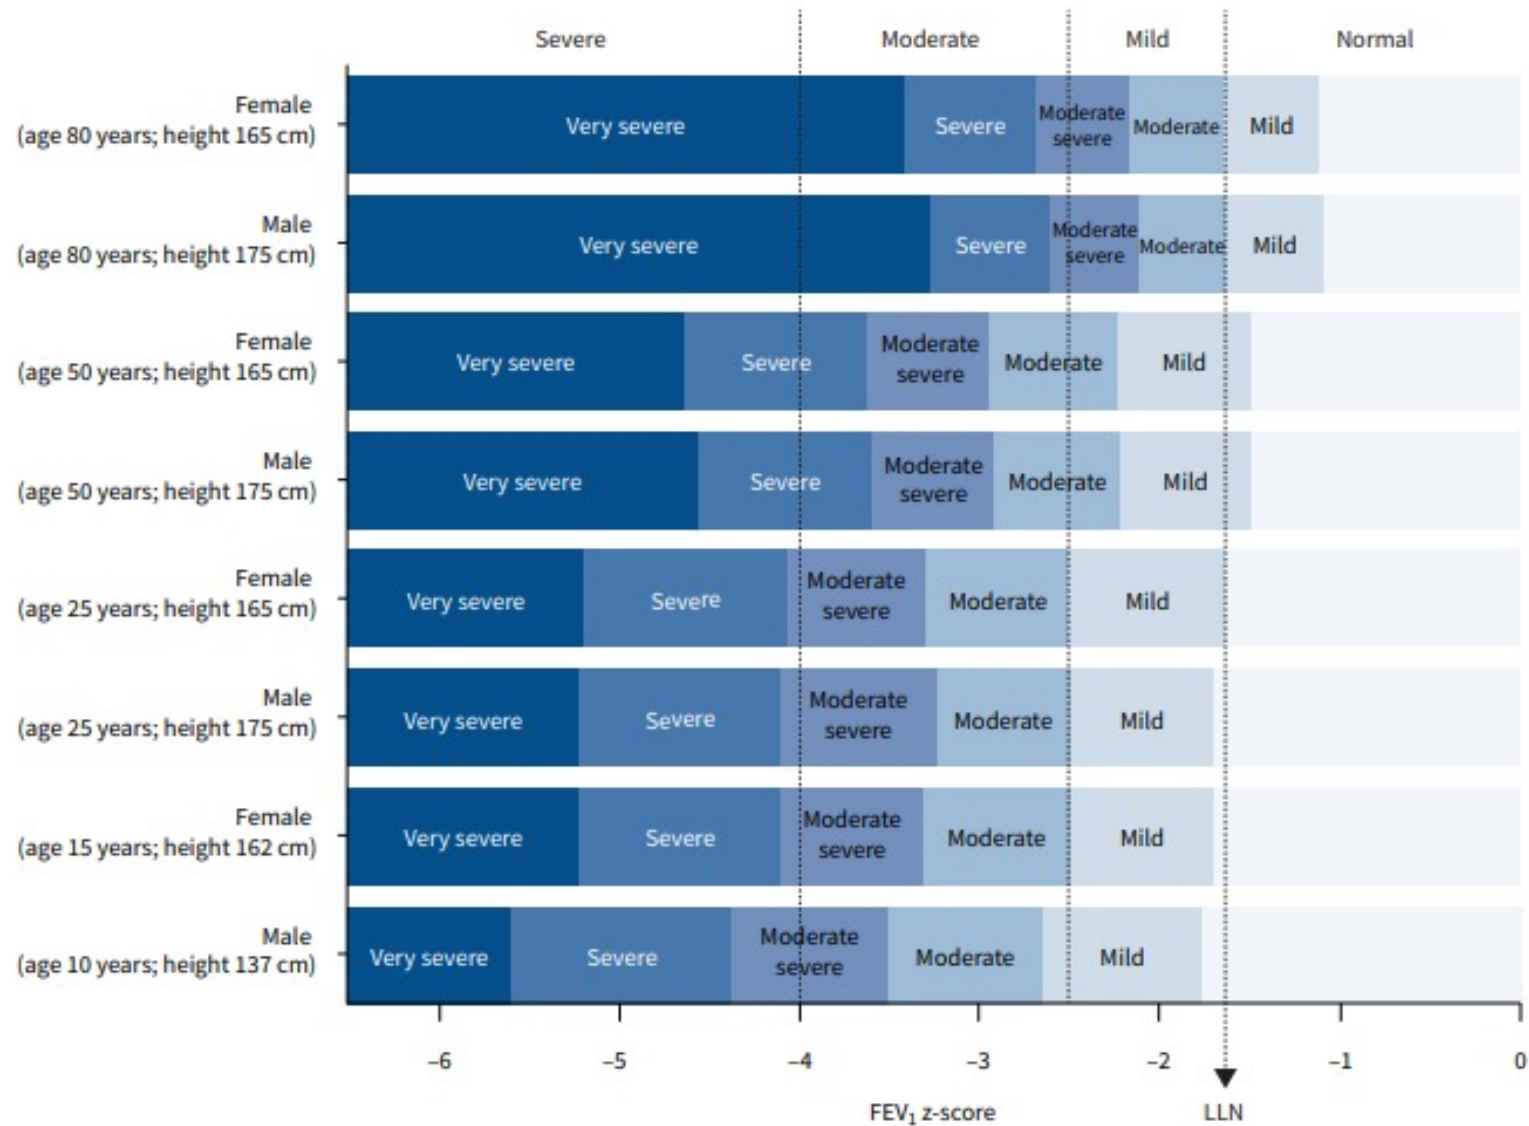 Severe Moderate Mild Normal
Female
(age 80 years; height 165 cm)
Very severe Severe Moderate severe Moderate Mild
Male
(age 80 years; height 175 cm)
Very severe Severe Moderate severe Moderate Mild
Female
(age 50 years; height 165 cm)
Very severe Severe Moderate severe Moderate Mild
Male
(age 50 years; height 175 cm)
Very severe Severe Moderate severe Moderate Mild
Female
(age 25 years; height 165 cm)
Very severe Severe Moderate severe Moderate Mild
Male
(age 25 years; height 175 cm)
Very severe Severe Moderate severe Moderate Mild
Female
(age 15 years; height 162 cm)
Very severe Severe Moderate severe Moderate Mild
Male
(age 10 years; height 137 cm)
Very severe Severe Moderate severe Moderate Mild
–6 –5 –4 –3 –2 –1 0
FEV₁ z-score LLN